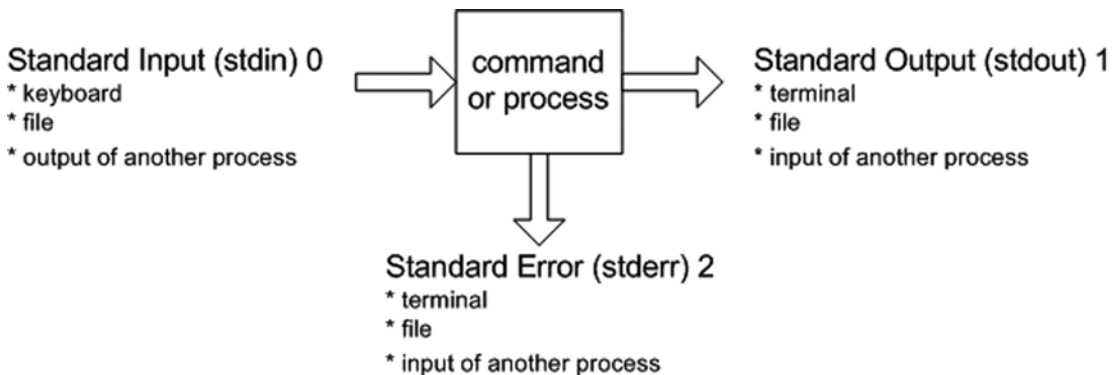 Standard Input (stdin) 0
* keyboard
* file
* output of another process
command
or process
Standard Output (stdout) 1
* terminal
* file
* input of another process
Standard Error (stderr) 2
* terminal
* file
* input of another process